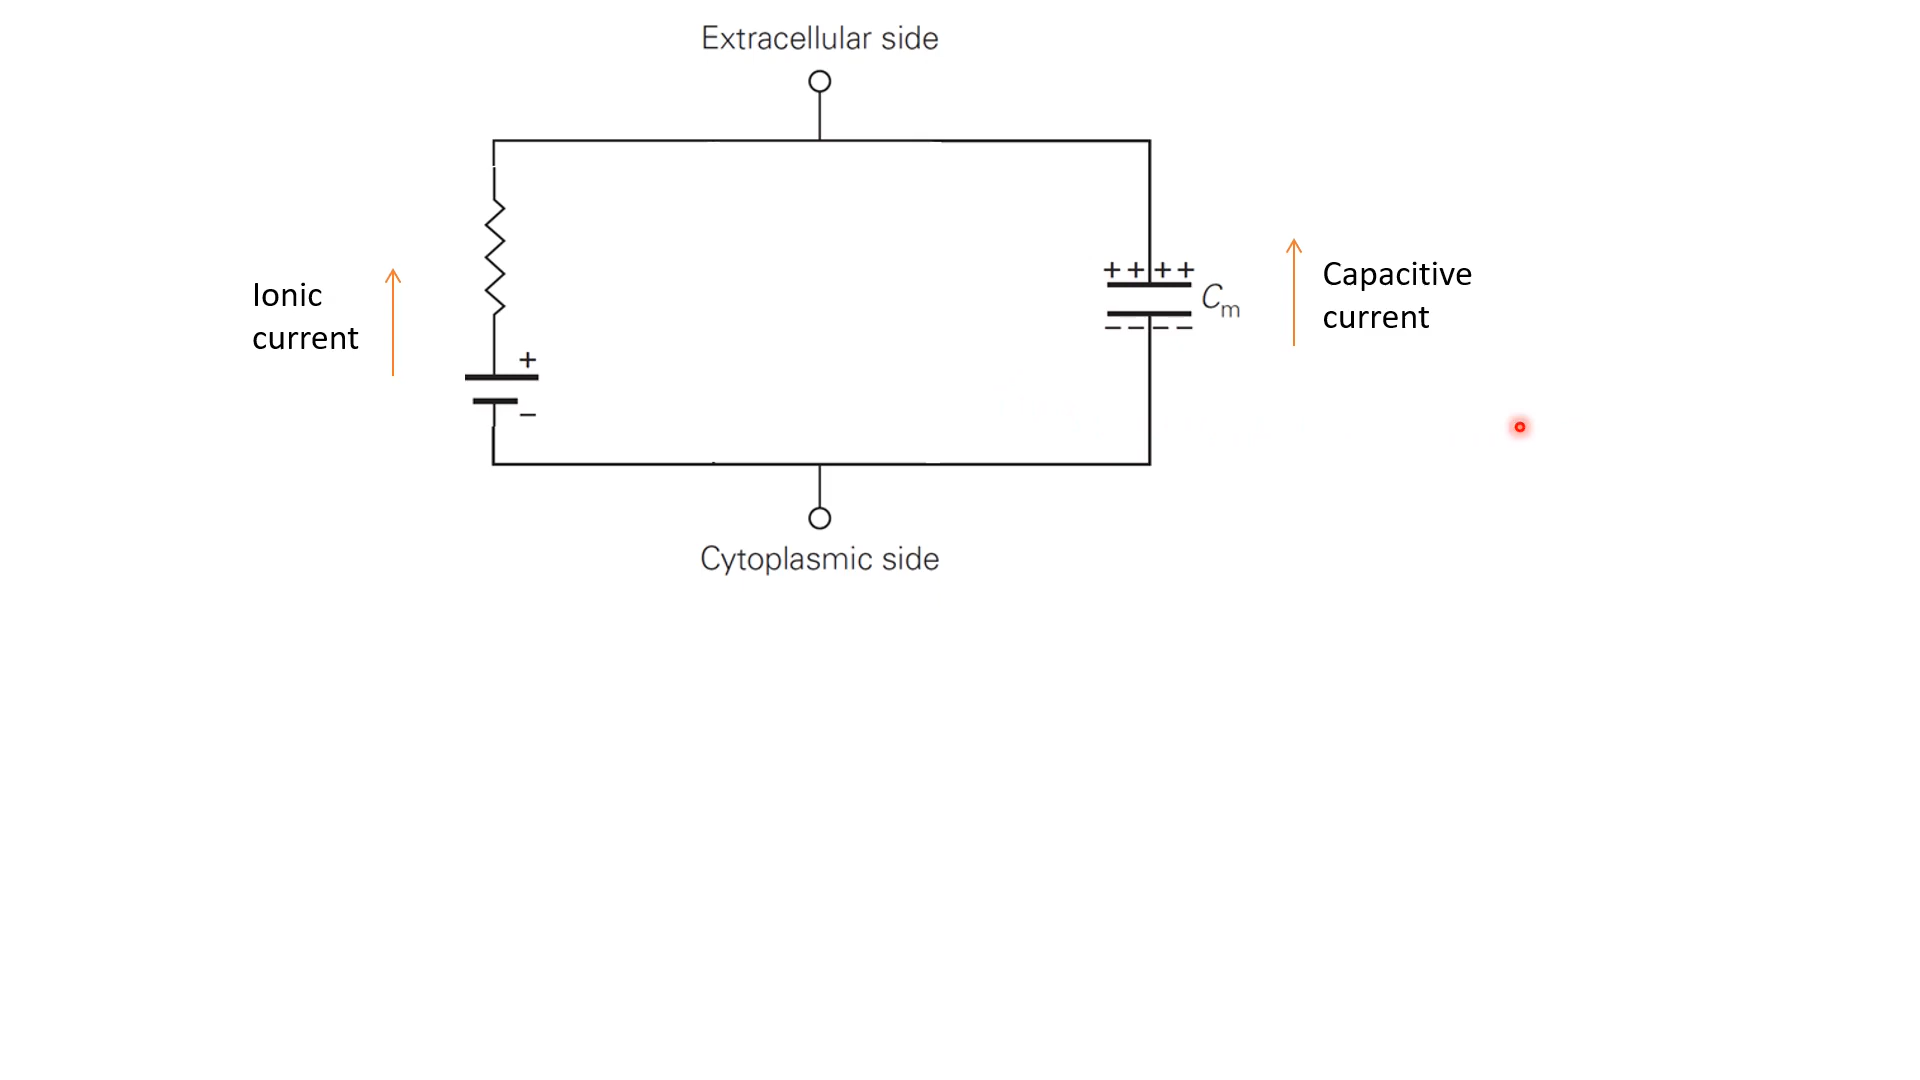 Extracellular side
Ionic
current
+
−
++++
Cm
−−−−
Capacitive
current
Cytoplasmic side